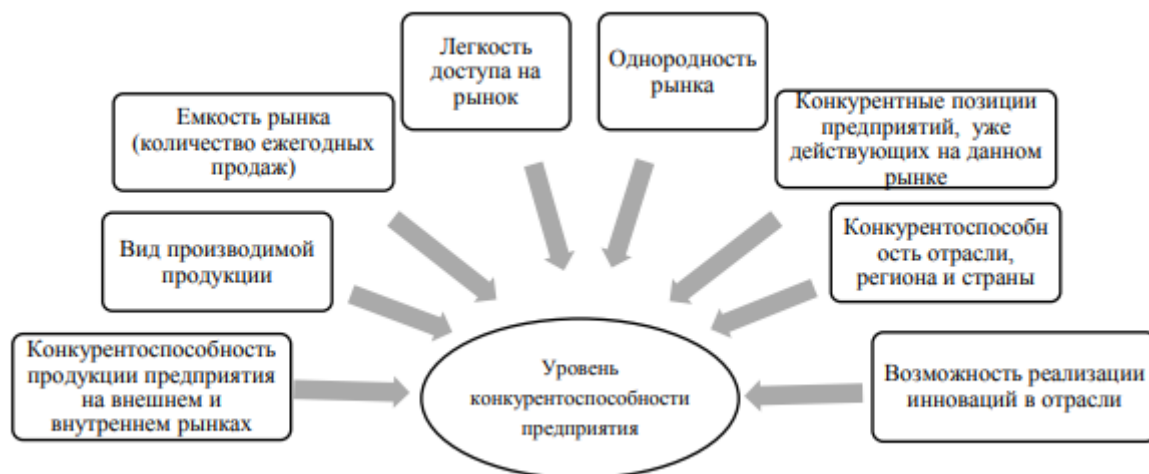 Легкость
доступа на
рынок
Однородность
рынка
Емкость рынка
(количество ежегодных
продаж)
Конкурентные позиции
предприятий, уже
действующих на данном
рынке
Вид производимой
продукции
Конкурентоспособн
ость отрасли,
региона и страны
Конкурентоспособность
продукции предприятия
на внешнем и
внутреннем рынках
Уровень
конкурентоспособности
предприятия
Возможность реализации
инноваций в отрасли